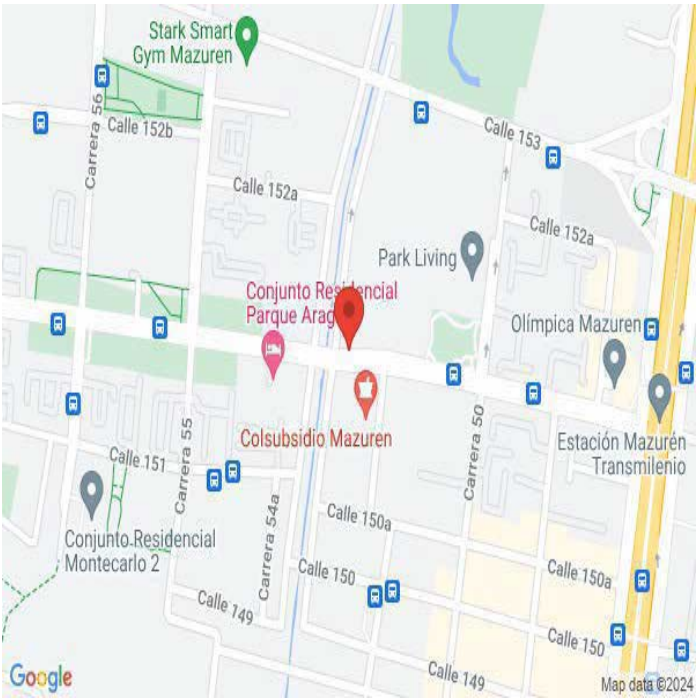 Stark Smart
Gym Mazuren
Carrera 56
Calle 152b
Calle 153
Calle 152a
Calle 152a
Park Living
Conjunto Residencial
Parque Arag
Olímpica Mazuren
Colsubsidio Mazuren
Carrera 55
Carrera 50
Estación Mazurén
Transmilenio
Calle 151
Carrera 54a
Conjunto Residencial
Montecarlo 2
Calle 150a
Calle 150a
Calle 150
Calle 150
Calle 149
Calle 149
Google
Map data ©2024